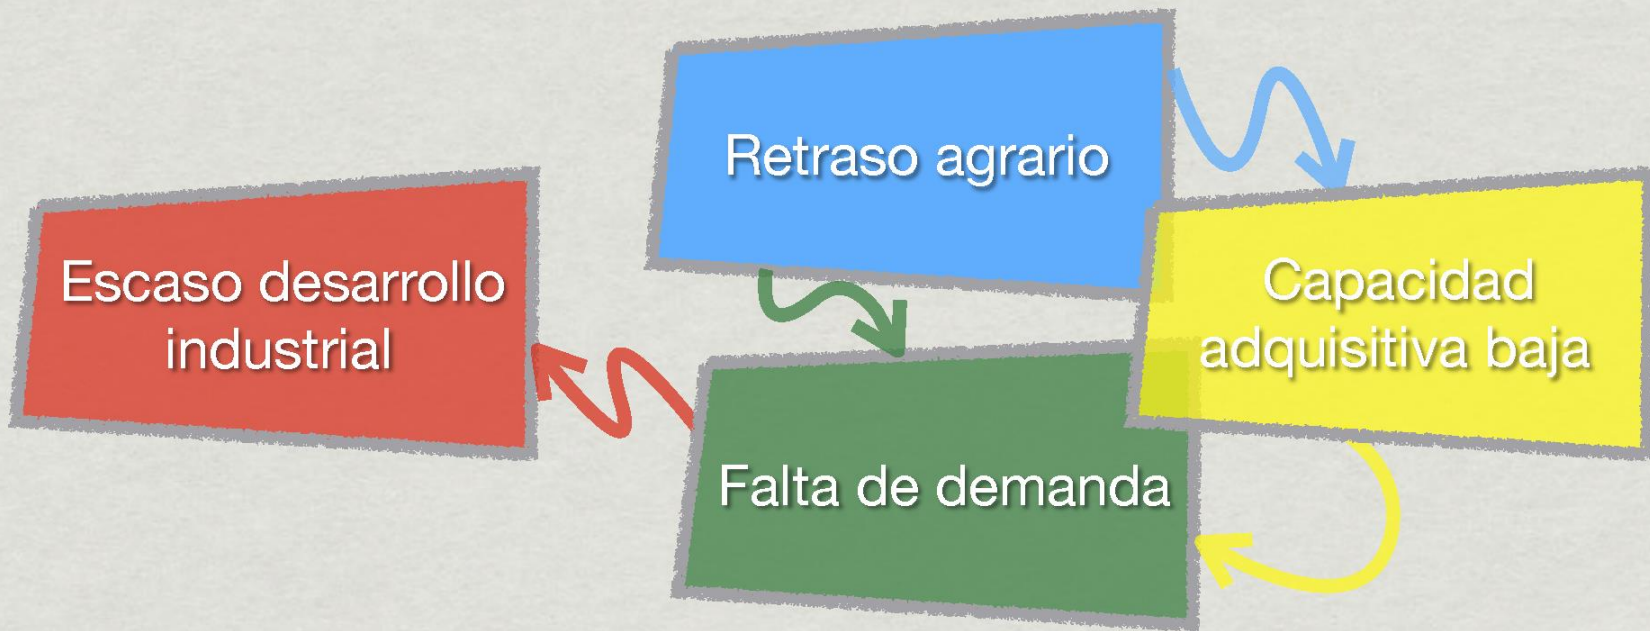 Retraso agrario
Escaso desarrollo
industrial
Capacidad
adquisitiva baja
Falta de demanda